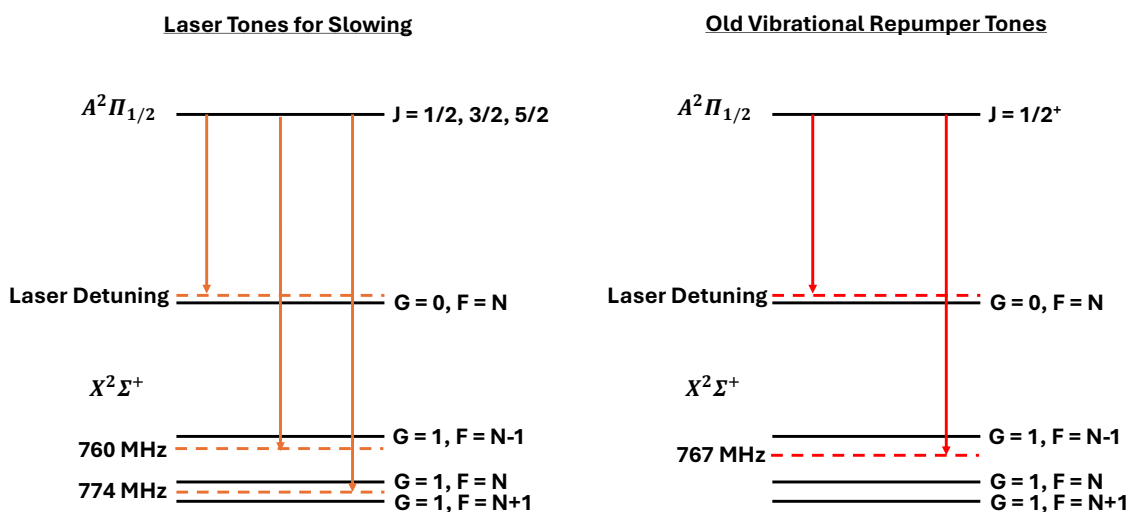 Laser Tones for Slowing
A²Π₁/₂
J = 1/2, 3/2, 5/2
Laser Detuning
G = 0, F = N
X²Σ⁺
G = 1, F = N-1
760 MHz
G = 1, F = N
774 MHz
G = 1, F = N+1
Old Vibrational Repumper Tones
A²Π₁/₂
J = 1/2⁺
Laser Detuning
G = 0, F = N
X²Σ⁺
G = 1, F = N-1
767 MHz
G = 1, F = N
G = 1, F = N+1